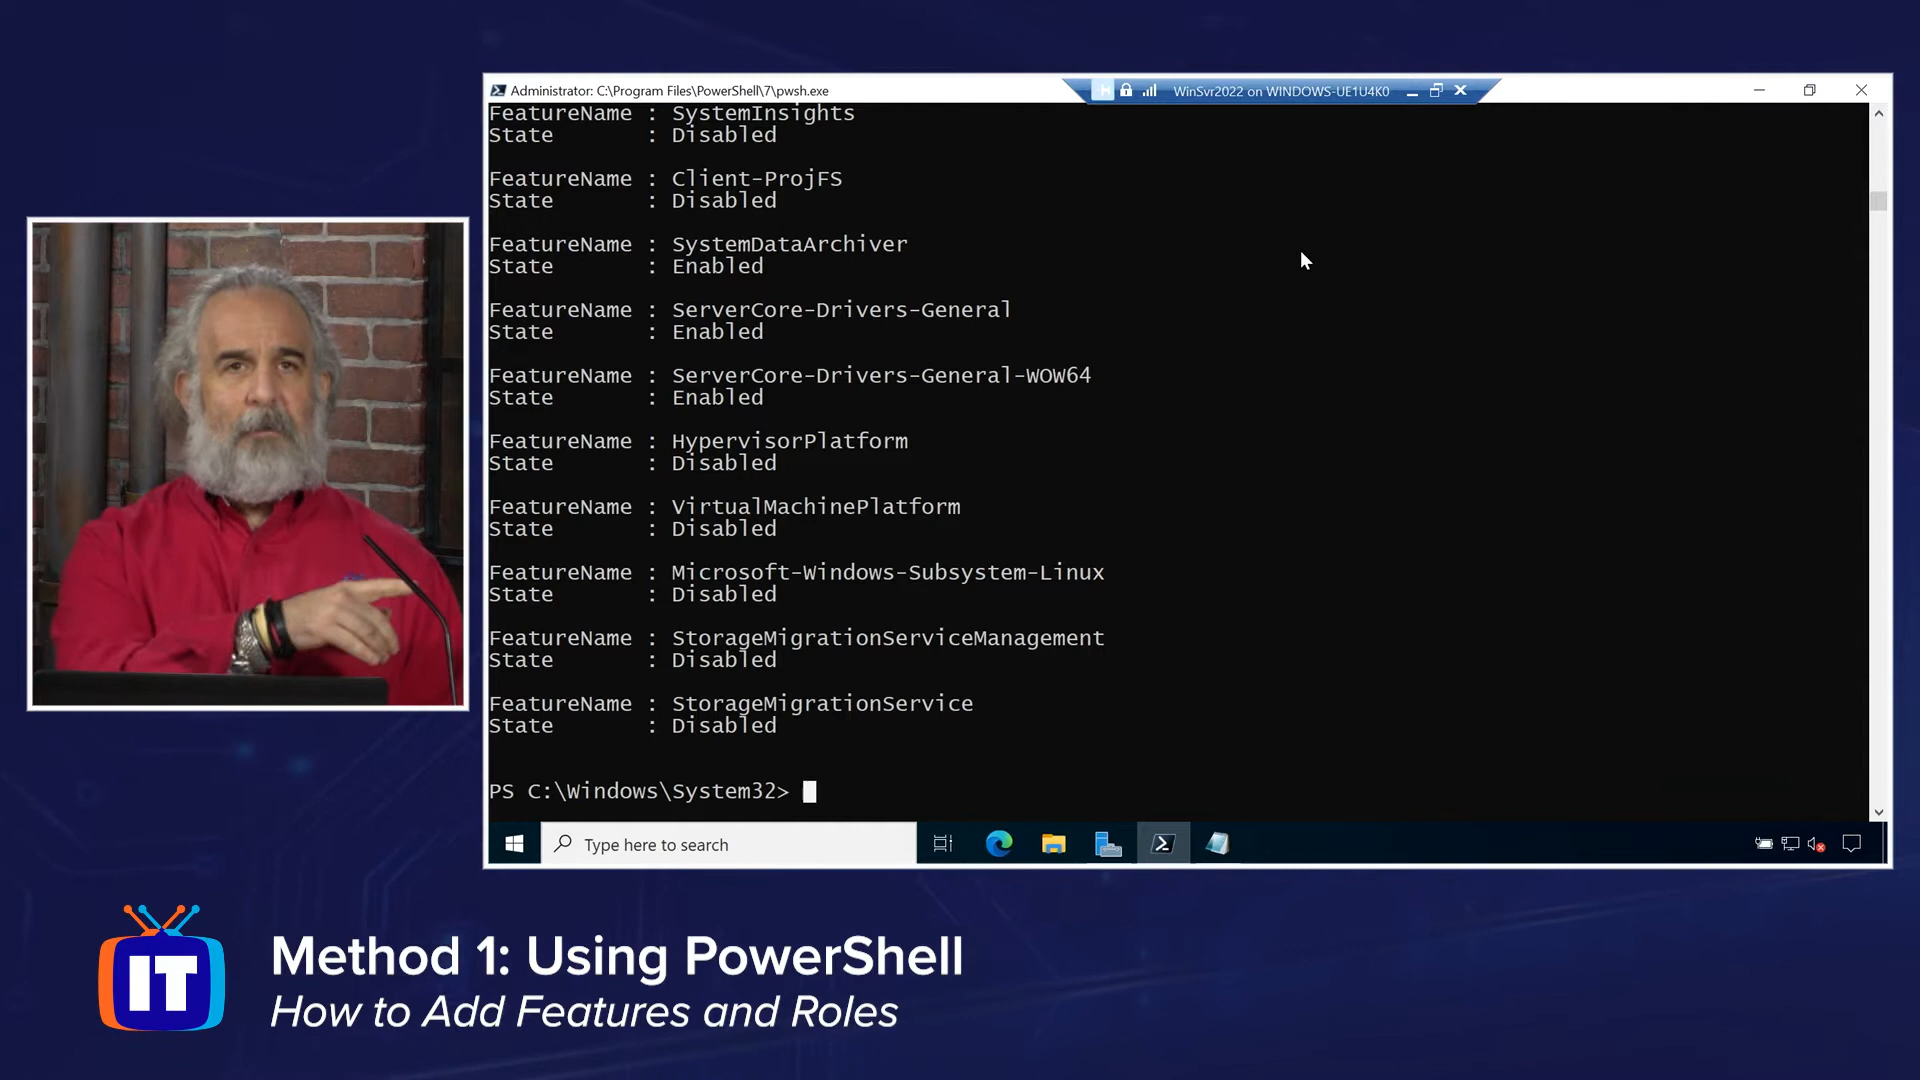 Administrator: C:\Program Files\PowerShell\7\pwsh.exe
WinSvr2022 on WINDOWS-UE1U4K0
FeatureName : SystemInsights
State : Disabled
FeatureName : Client-ProjFS
State : Disabled
FeatureName : SystemDataArchiver
State : Enabled
FeatureName : ServerCore-Drivers-General
State : Enabled
FeatureName : ServerCore-Drivers-General-WOW64
State : Enabled
FeatureName : HypervisorPlatform
State : Disabled
FeatureName : VirtualMachinePlatform
State : Disabled
FeatureName : Microsoft-Windows-Subsystem-Linux
State : Disabled
FeatureName : StorageMigrationServiceManagement
State : Disabled
FeatureName : StorageMigrationService
State : Disabled
PS C:\Windows\System32>
Type here to search
IT
Method 1: Using PowerShell
How to Add Features and Roles